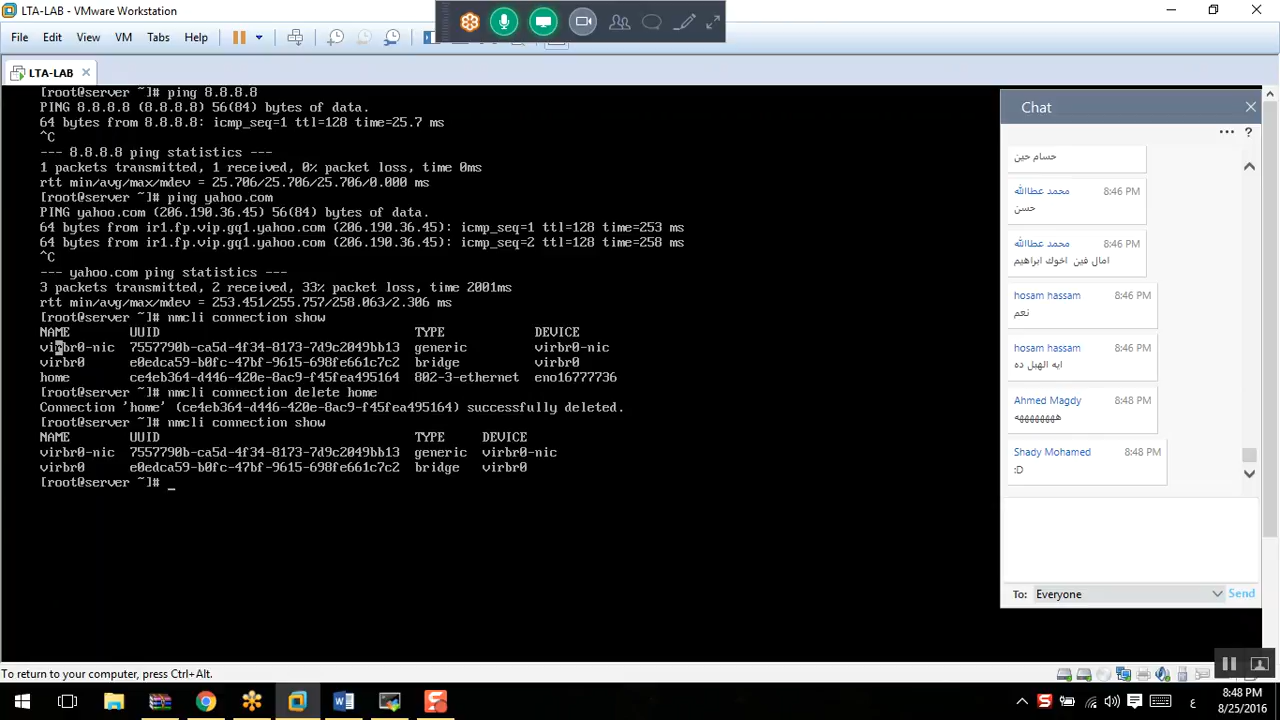 LTA-LAB - VMware Workstation
File Edit View VM Tabs Help
LTA-LAB
[root@server ~]# ping 8.8.8.8
PING 8.8.8.8 (8.8.8.8) 56(84) bytes of data.
64 bytes from 8.8.8.8: icmp_seq=1 ttl=128 time=25.7 ms
^C
--- 8.8.8.8 ping statistics ---
1 packets transmitted, 1 received, 0% packet loss, time 0ms
rtt min/avg/max/mdev = 25.706/25.706/25.706/0.000 ms
[root@server ~]# ping yahoo.com
PING yahoo.com (206.190.36.45) 56(84) bytes of data.
64 bytes from ir1.fp.vip.gq1.yahoo.com (206.190.36.45): icmp_seq=1 ttl=128 time=253 ms
64 bytes from ir1.fp.vip.gq1.yahoo.com (206.190.36.45): icmp_seq=2 ttl=128 time=258 ms
^C
--- yahoo.com ping statistics ---
3 packets transmitted, 2 received, 33% packet loss, time 2001ms
rtt min/avg/max/mdev = 253.451/255.757/258.063/2.306 ms
[root@server ~]# nmcli connection show
NAME UUID TYPE DEVICE
virbr0-nic 7557790b-ca5d-4f34-8173-7d9c2049bb13 generic virbr0-nic
virbr0 e0edca59-b0fc-47bf-9615-698fe661c7c2 bridge virbr0
home ce4eb364-d446-420e-8ac9-f45fea495164 802-3-ethernet eno16777736
[root@server ~]# nmcli connection delete home
Connection 'home' (ce4eb364-d446-420e-8ac9-f45fea495164) successfully deleted.
[root@server ~]# nmcli connection show
NAME UUID TYPE DEVICE
virbr0-nic 7557790b-ca5d-4f34-8173-7d9c2049bb13 generic virbr0-nic
virbr0 e0edca59-b0fc-47bf-9615-698fe661c7c2 bridge virbr0
[root@server ~]# _
Chat
حسام حين
محمد عطاالله 8:46 PM
حسن
محمد عطاالله 8:46 PM
امال فين اخوك ابراهيم
hosam hassam 8:46 PM
نعم
hosam hassam 8:46 PM
ايه الهبل ده
Ahmed Magdy 8:48 PM
ههههههههه
Shady Mohamed 8:48 PM
:D
To: Everyone Send
To return to your computer, press Ctrl+Alt.
ع 8:48 PM
8/25/2016